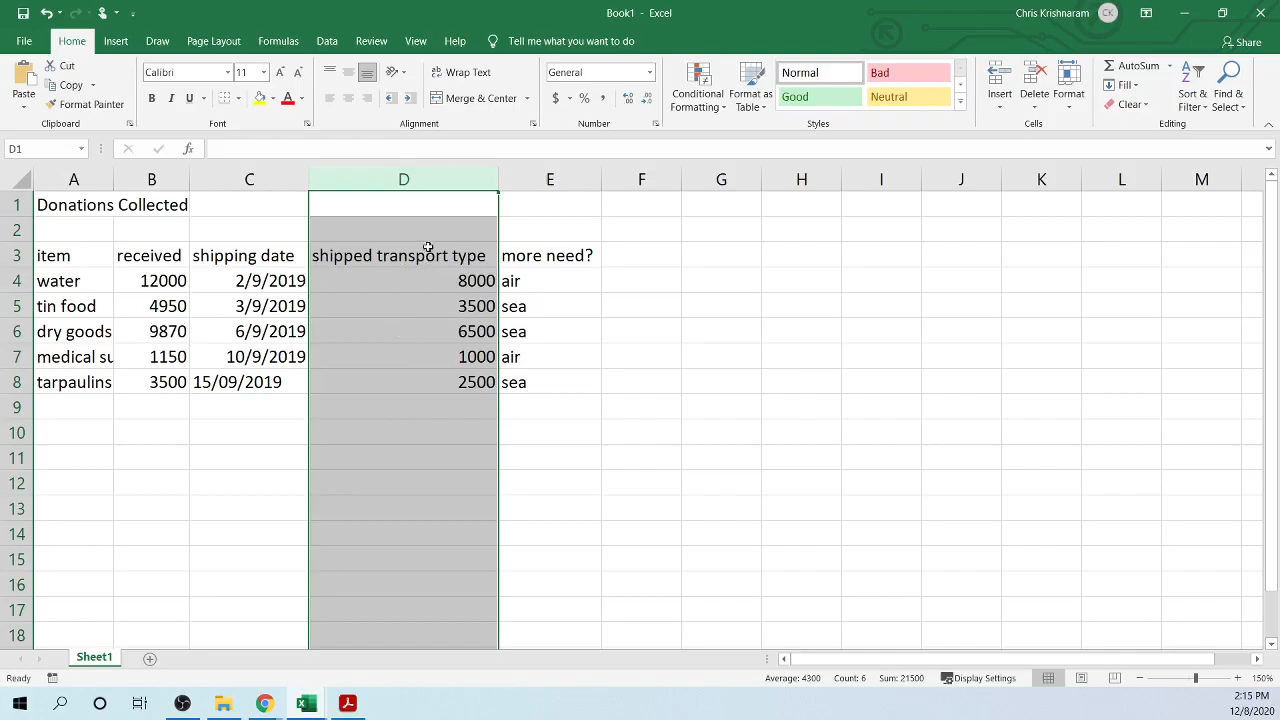 Book1 - Excel
Chris Krishnaram CK
File Home Insert Draw Page Layout Formulas Data Review View Help Tell me what you want to do Share
Paste
Cut
Copy
Format Painter
Clipboard
Calibri 11
B I U
Font
Wrap Text
Merge & Center
Alignment
General
$ % ,
Number
Conditional Formatting
Format as Table
Normal Bad
Good Neutral
Styles
Insert Delete Format
Cells
AutoSum
Fill
Clear
Sort & Filter
Find & Select
Editing
D1 fx
A B C D E F G H I J K L M
1 Donations Collected
2
3 item received shipping date shipped transport type more need?
4 water 12000 2/9/2019 8000 air
5 tin food 4950 3/9/2019 3500 sea
6 dry goods 9870 6/9/2019 6500 sea
7 medical su 1150 10/9/2019 1000 air
8 tarpaulins 3500 15/09/2019 2500 sea
9
10
11
12
13
14
15
16
17
18
Sheet1
Ready Average: 4300 Count: 6 Sum: 21500 Display Settings 150%
2:15 PM
12/8/2020